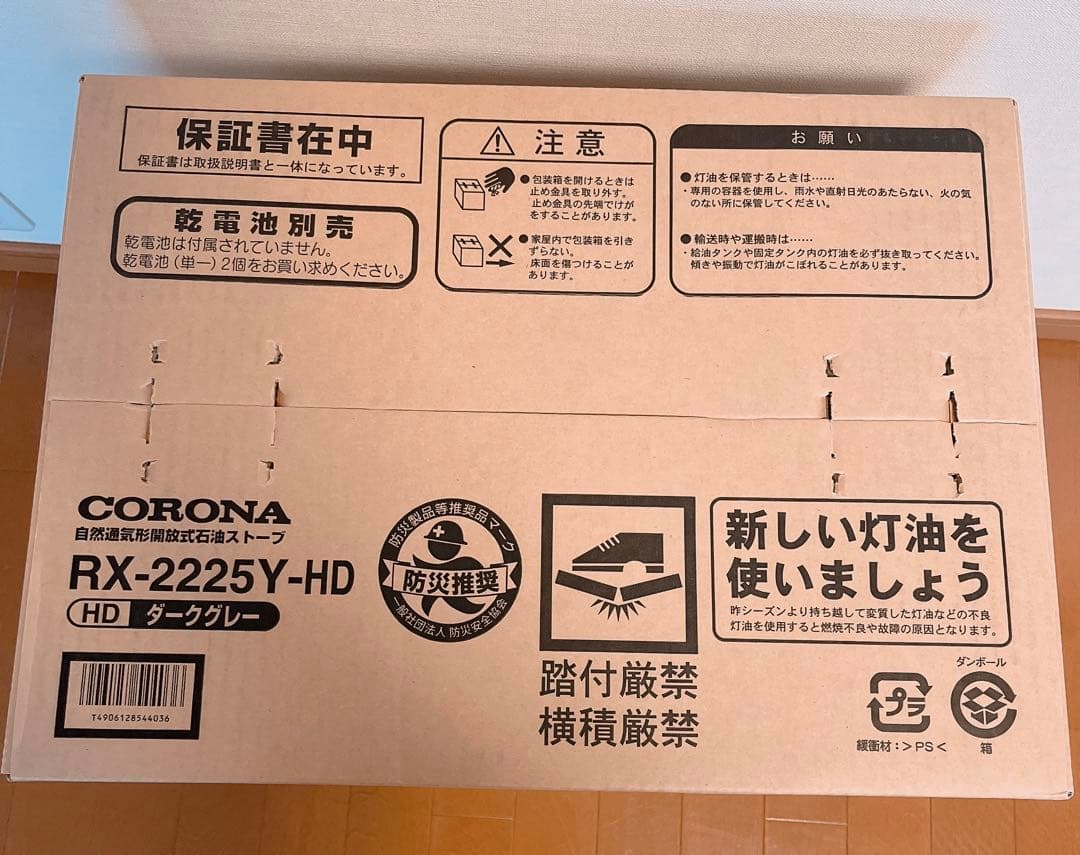 保証書在中
保証書は取扱説明書と一体になっています。
乾電池別売
乾電池は付属されていません。
乾電池(単一)2個をお買い求めください。
注意
●包装箱を開けるときは
止め金具を取り外す。
止め金具の先端でけが
をすることがあります。
●家屋内で包装箱を引き
ずらない。
床面を傷つけることが
あります。
お願い
●灯油を保管するときは……
・専用の容器を使用し、雨水や直射日光のあたらない、火の気
のない所に保管してください。
●輸送時や運搬時は……
・給油タンクや固定タンク内の灯油を必ず抜き取ってください。
傾きや振動で灯油がこぼれることがあります。
CORONA
自然通気形開放式石油ストーブ
RX-2225Y-HD
HD ダークグレー
T4906128544036
防災製品等推奨品マーク
防災推奨
一般社団法人 防災安全協会
踏付厳禁
横積厳禁
新しい灯油を
使いましょう
昨シーズンより持ち越して変質した灯油などの不良
灯油を使用すると燃焼不良や故障の原因となります。
プラ
緩衝材:>PS<
ダンボール
箱